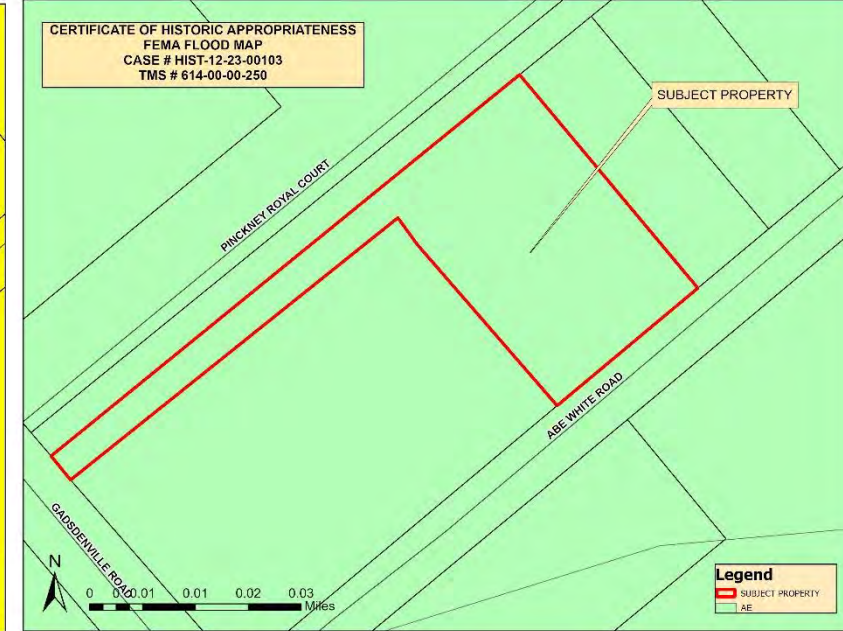 CERTIFICATE OF HISTORIC APPROPRIATENESS
FEMA FLOOD MAP
CASE # HIST-12-23-00103
TMS # 614-00-00-250
SUBJECT PROPERTY
PINCKNEY ROYAL COURT
ABE WHITE ROAD
GADSDENVILLE ROAD
N
0 0.01 0.01 0.02 0.03
Miles
Legend
SUBJECT PROPERTY
AE